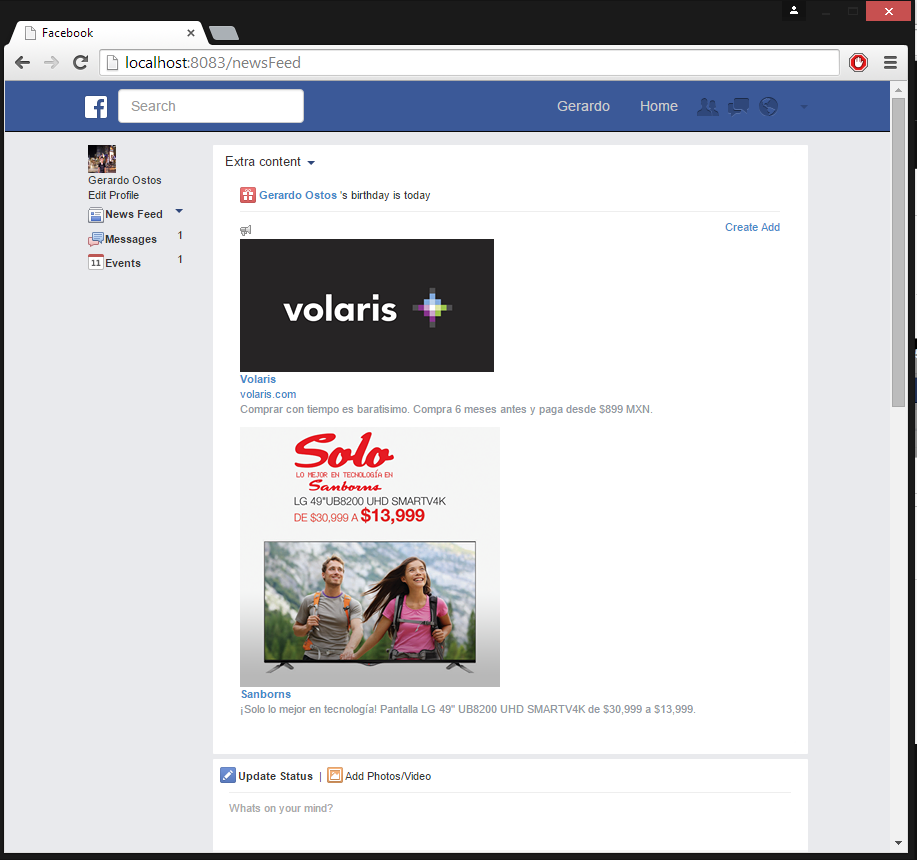 Facebook
localhost:8083/newsFeed
Search
Gerardo
Home
Gerardo Ostos
Edit Profile
News Feed
Messages 1
11 Events 1
Extra content
Gerardo Ostos 's birthday is today
Create Add
volaris
Volaris
volaris.com
Comprar con tiempo es baratisimo. Compra 6 meses antes y paga desde $899 MXN.
Solo
LO MEJOR EN TECNOLOGÍA EN
Sanborns
LG 49"UB8200 UHD SMARTV4K
DE $30,999 A $13,999
Sanborns
¡Solo lo mejor en tecnología! Pantalla LG 49" UB8200 UHD SMARTV4K de $30,999 a $13,999.
Update Status | Add Photos/Video
Whats on your mind?